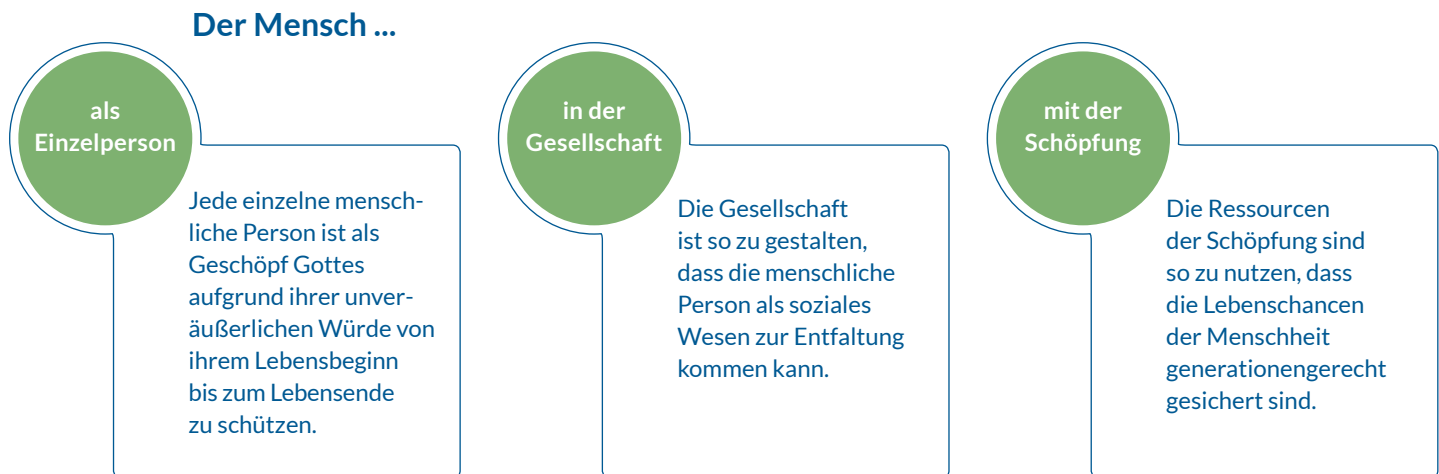 Der Mensch ...
als
Einzelperson
Jede einzelne mensch-
liche Person ist als
Geschöpf Gottes
aufgrund ihrer unver-
äußerlichen Würde von
ihrem Lebensbeginn
bis zum Lebensende
zu schützen.
in der
Gesellschaft
Die Gesellschaft
ist so zu gestalten,
dass die menschliche
Person als soziales
Wesen zur Entfaltung
kommen kann.
mit der
Schöpfung
Die Ressourcen
der Schöpfung sind
so zu nutzen, dass
die Lebenschancen
der Menschheit
generationengerecht
gesichert sind.